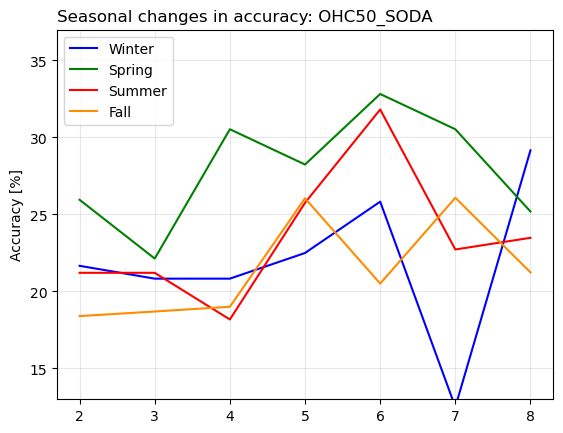 Seasonal changes in accuracy: OHC50_SODA
Winter
Spring
Summer
Fall
Accuracy [%]
35
30
25
20
15
2 3 4 5 6 7 8